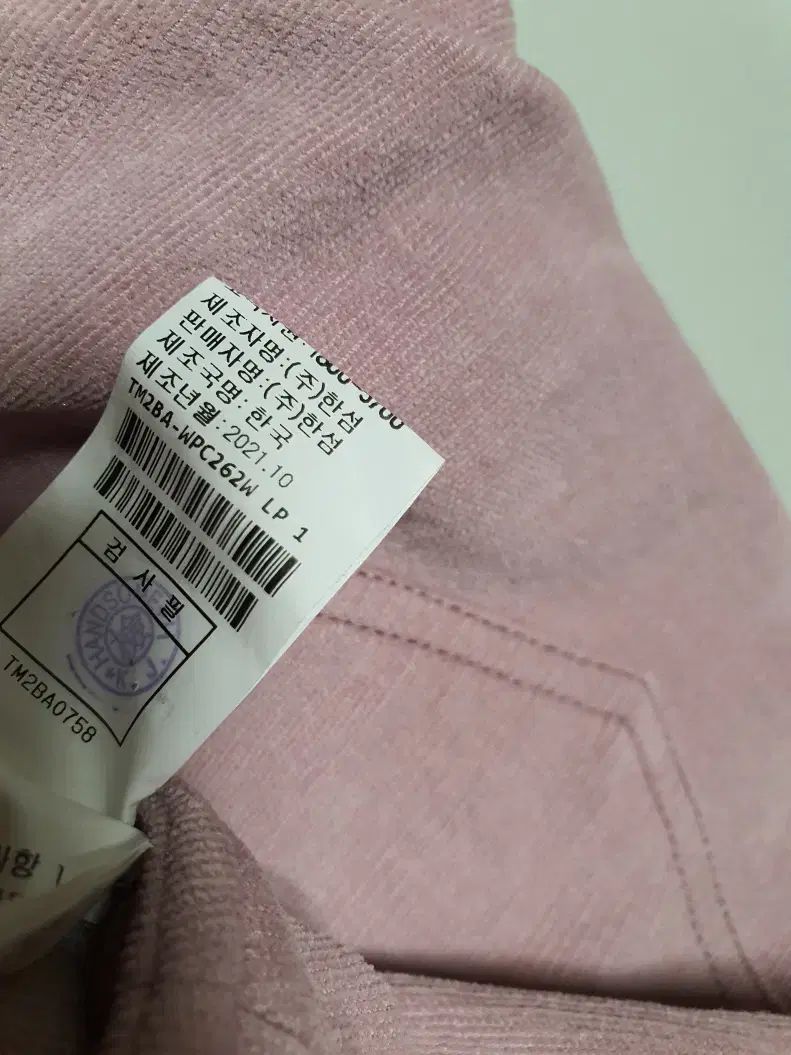 제조자명:(주)한섬
판매자명:(주)한섬
제조국명:한국
제조년월:2021.10
TM2BA-WPC262W LP 1
검사필
TM2BA0758